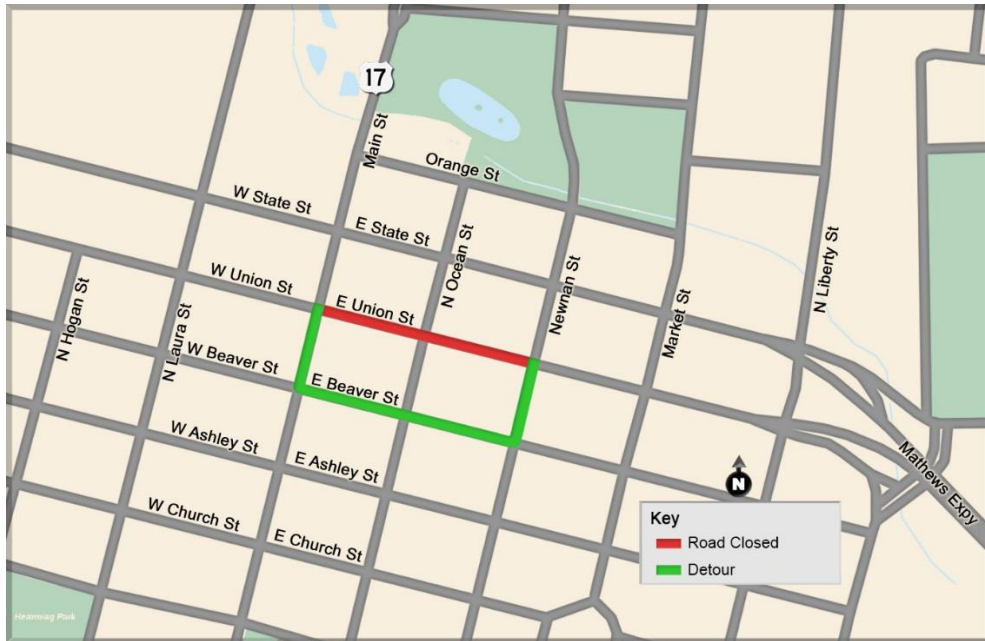 17
Main St
Orange St
W State St
E State St
N Ocean St
Newnan St
Market St
N Liberty St
W Union St
E Union St
N Hogan St
N Laura St
W Beaver St
E Beaver St
W Ashley St
E Ashley St
W Church St
E Church St
Mathews Expy
N
Key
Road Closed
Detour